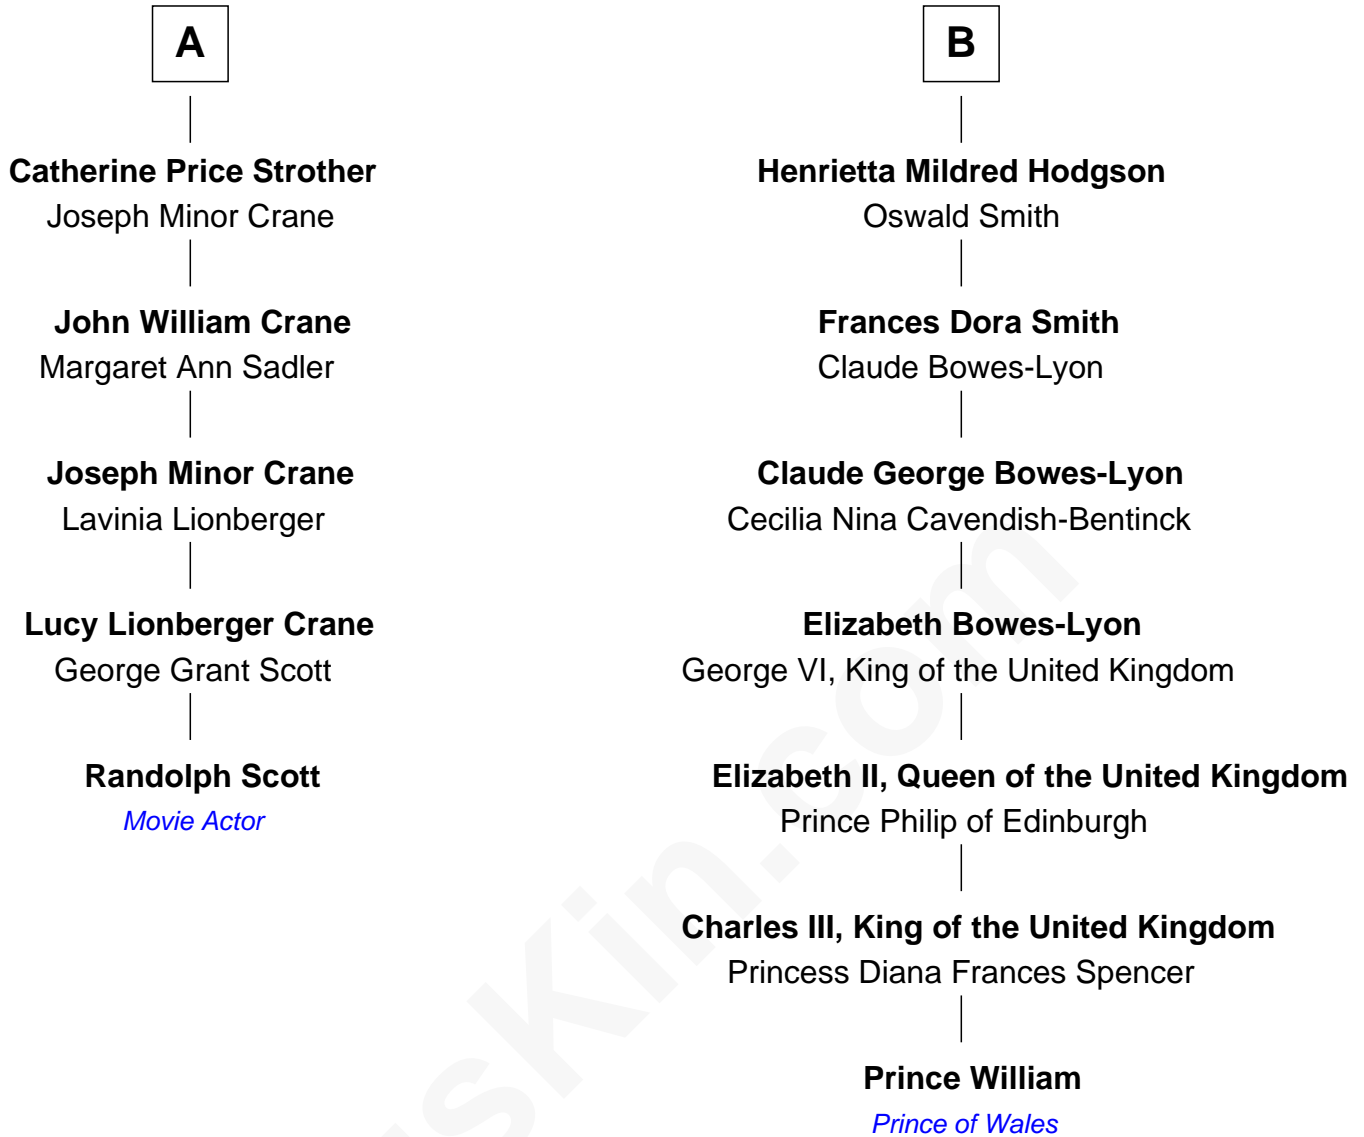 A
Catherine Price Strother
Joseph Minor Crane
John William Crane
Margaret Ann Sadler
Joseph Minor Crane
Lavinia Lionberger
Lucy Lionberger Crane
George Grant Scott
Randolph Scott
Movie Actor
B
Henrietta Mildred Hodgson
Oswald Smith
Frances Dora Smith
Claude Bowes-Lyon
Claude George Bowes-Lyon
Cecilia Nina Cavendish-Bentinck
Elizabeth Bowes-Lyon
George VI, King of the United Kingdom
Elizabeth II, Queen of the United Kingdom
Prince Philip of Edinburgh
Charles III, King of the United Kingdom
Princess Diana Frances Spencer
Prince William
Prince of Wales